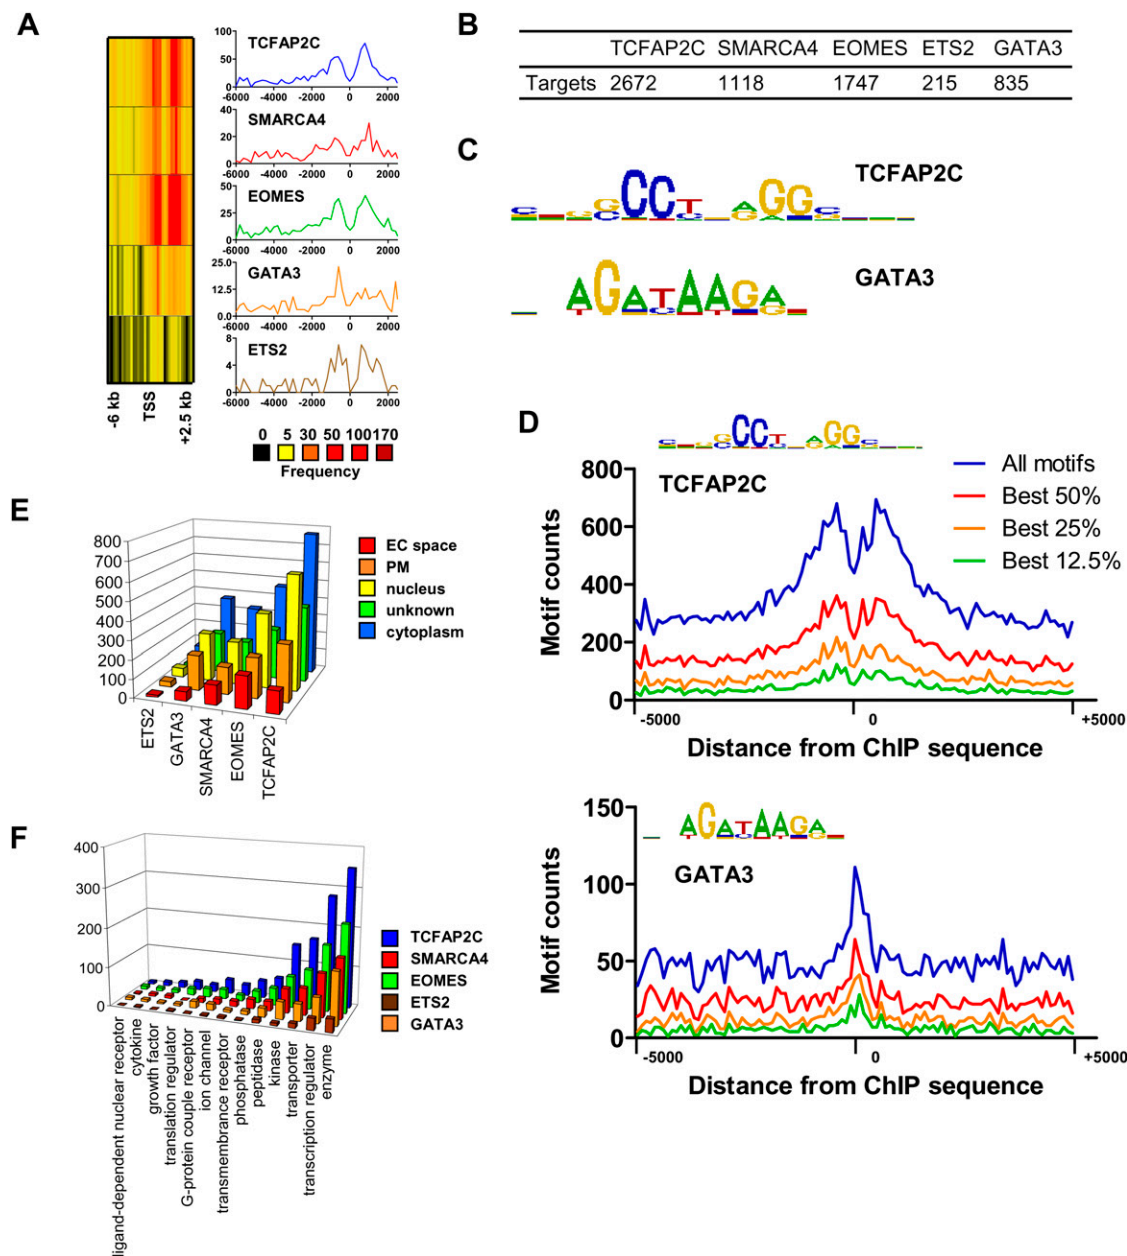 A
TCFAP2C
100
50
0
-6000 -4000 -2000 0 2000
SMARCA4
40
20
0
-6000 -4000 -2000 0 2000
EOMES
50
25
0
-6000 -4000 -2000 0 2000
GATA3
25.0
12.5
0.0
-6000 -4000 -2000 0 2000
ETS2
8
4
0
-6000 -4000 -2000 0 2000
-6 kb TSS +2.5 kb
0 5 30 50 100 170
Frequency
B
TCFAP2C SMARCA4 EOMES ETS2 GATA3
Targets 2672 1118 1747 215 835
C
TCFAP2C
GATA3
D
TCFAP2C
All motifs
Best 50%
Best 25%
Best 12.5%
Motif counts
800
600
400
200
0
-5000 0 +5000
Distance from ChIP sequence
GATA3
Motif counts
150
100
50
0
-5000 0 +5000
Distance from ChIP sequence
E
800
700
600
500
400
300
200
100
0
ETS2
GATA3
SMARCA4
EOMES
TCFAP2C
EC space
PM
nucleus
unknown
cytoplasm
F
400
300
200
100
0
ligand-dependent nuclear receptor
cytokine
growth factor
translation regulator
G-protein couple receptor
ion channel
transmembrance receptor
phosphatase
peptidase
kinase
transporter
transcription regulator
enzyme
TCFAP2C
SMARCA4
EOMES
ETS2
GATA3